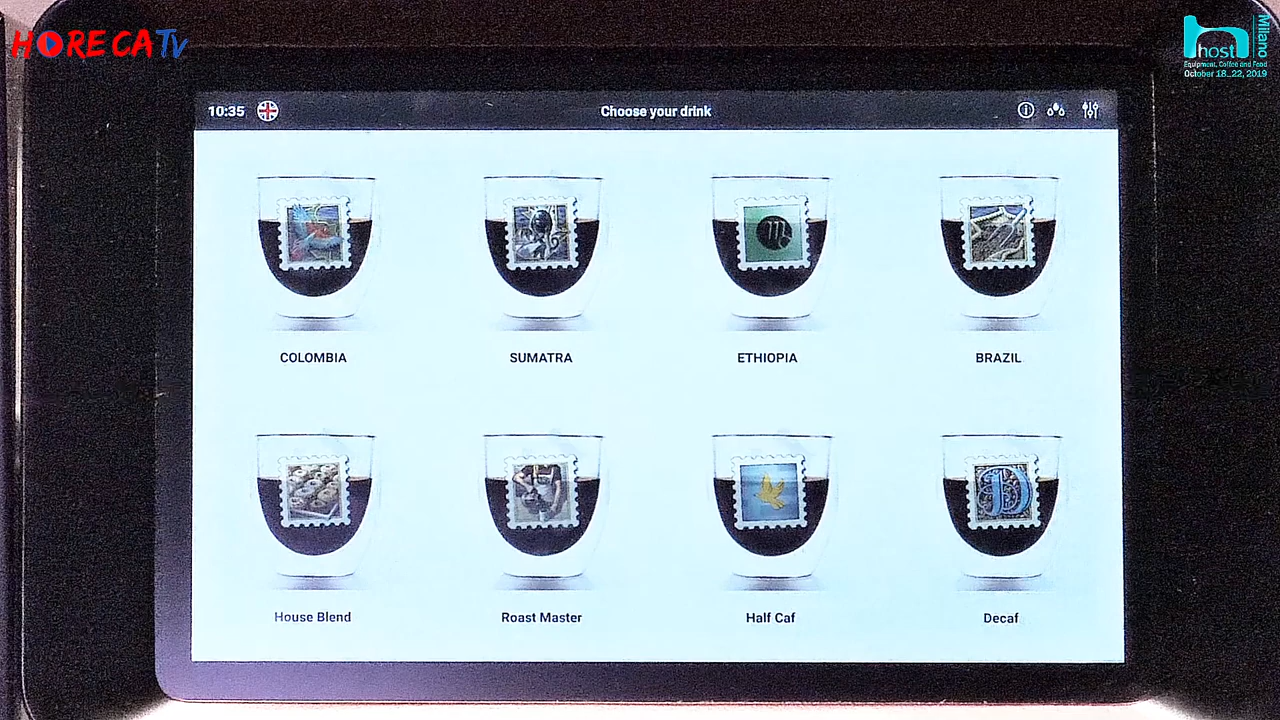 HORECATv
host
Milano
Equipment, Coffee and Food
October 18_22, 2019
10:35
Choose your drink
COLOMBIA
SUMATRA
ETHIOPIA
BRAZIL
House Blend
Roast Master
Half Caf
D
Decaf